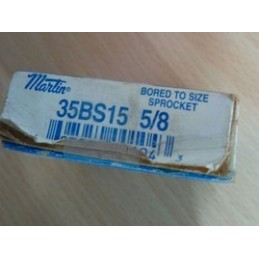 Martin
BORED TO SIZE
SPROCKET
35BS15 5/8